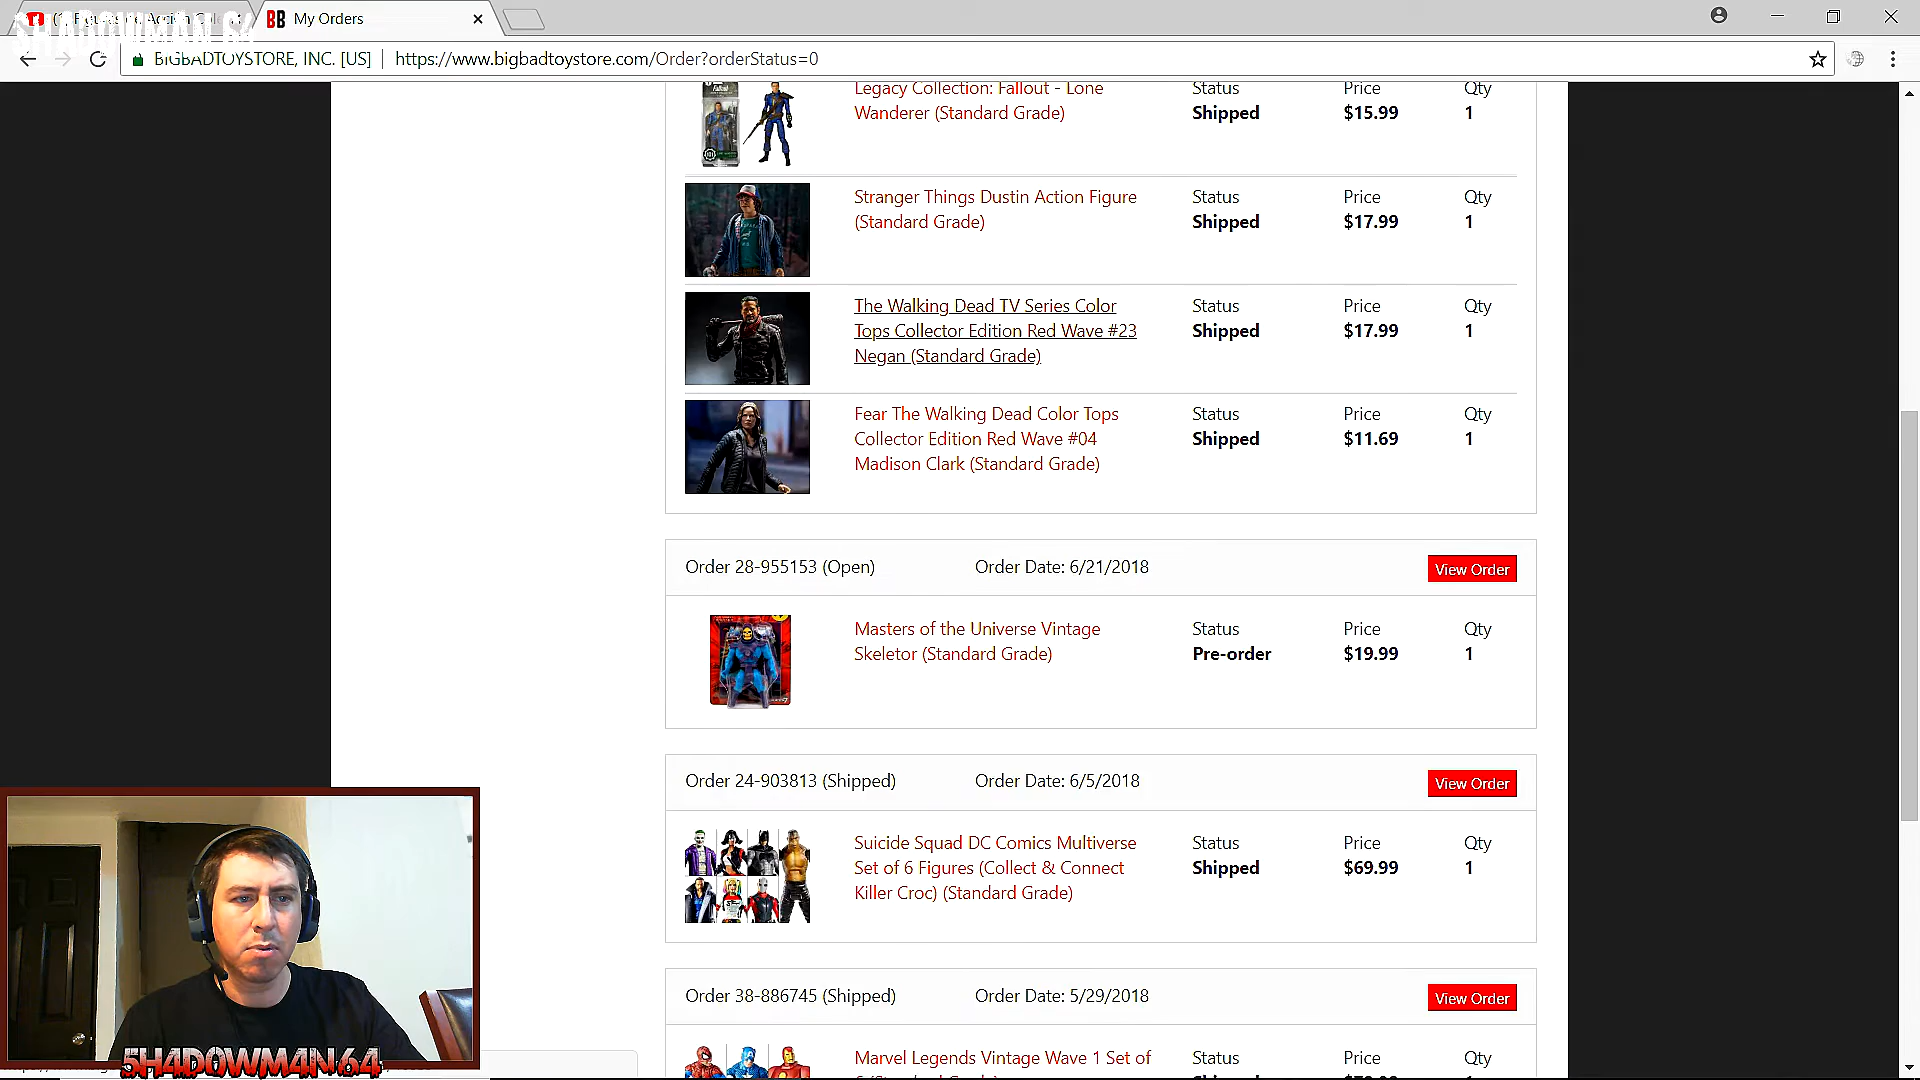 My Orders
BIGBADTOYSTORE, INC. [US]
https://www.bigbadtoystore.com/Order?orderStatus=0
Legacy Collection: Fallout - Lone
Wanderer (Standard Grade)
Status
Shipped
Price
$15.99
Qty
1
Stranger Things Dustin Action Figure
(Standard Grade)
Status
Shipped
Price
$17.99
Qty
1
The Walking Dead TV Series Color
Tops Collector Edition Red Wave #23
Negan (Standard Grade)
Status
Shipped
Price
$17.99
Qty
1
Fear The Walking Dead Color Tops
Collector Edition Red Wave #04
Madison Clark (Standard Grade)
Status
Shipped
Price
$11.69
Qty
1
Order 28-955153 (Open)
Order Date: 6/21/2018
View Order
Masters of the Universe Vintage
Skeletor (Standard Grade)
Status
Pre-order
Price
$19.99
Qty
1
Order 24-903813 (Shipped)
Order Date: 6/5/2018
View Order
Suicide Squad DC Comics Multiverse
Set of 6 Figures (Collect & Connect
Killer Croc) (Standard Grade)
Status
Shipped
Price
$69.99
Qty
1
Order 38-886745 (Shipped)
Order Date: 5/29/2018
View Order
Marvel Legends Vintage Wave 1 Set of
Status
Price
Qty
5H4D0WM4N64